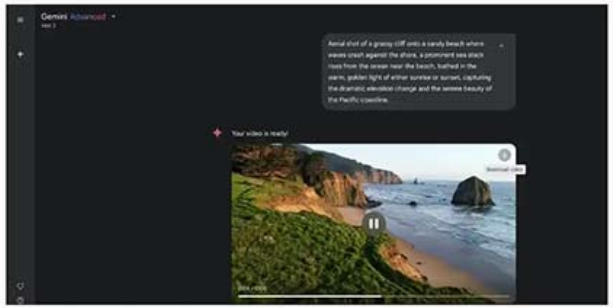 Gemini Advanced
Veo 2
Aerial shot of a grassy cliff onto a sandy beach where
waves crash against the shore, a prominent sea stack
rises from the ocean near the beach, bathed in the
warm, golden light of either sunrise or sunset, capturing
the dramatic elevation change and the serene beauty of
the Pacific coastline.
Your video is ready!
Download video